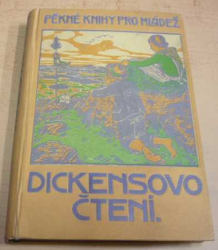 PĚKNÉ KNIHY PRO MLÁDEŽ
DICKENSOVO
ČTENÍ.